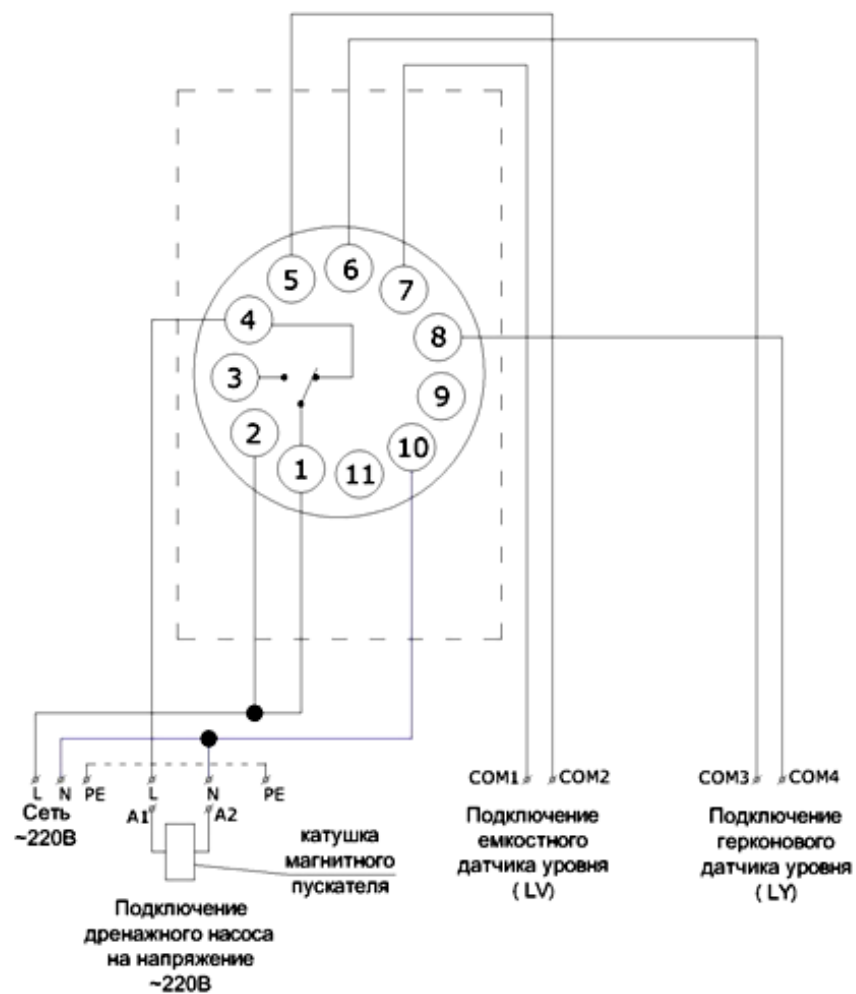 5
6
7
4
8
3
9
2
10
1
11
L
N
PE
L
N
PE
Сеть
~220В
A1
A2
катушка
магнитного
пускателя
Подключение
дренажного насоса
на напряжение
~220В
COM1
COM2
Подключение
емкостного
датчика уровня
( LV)
COM3
COM4
Подключение
герконового
датчика уровня
( LY)